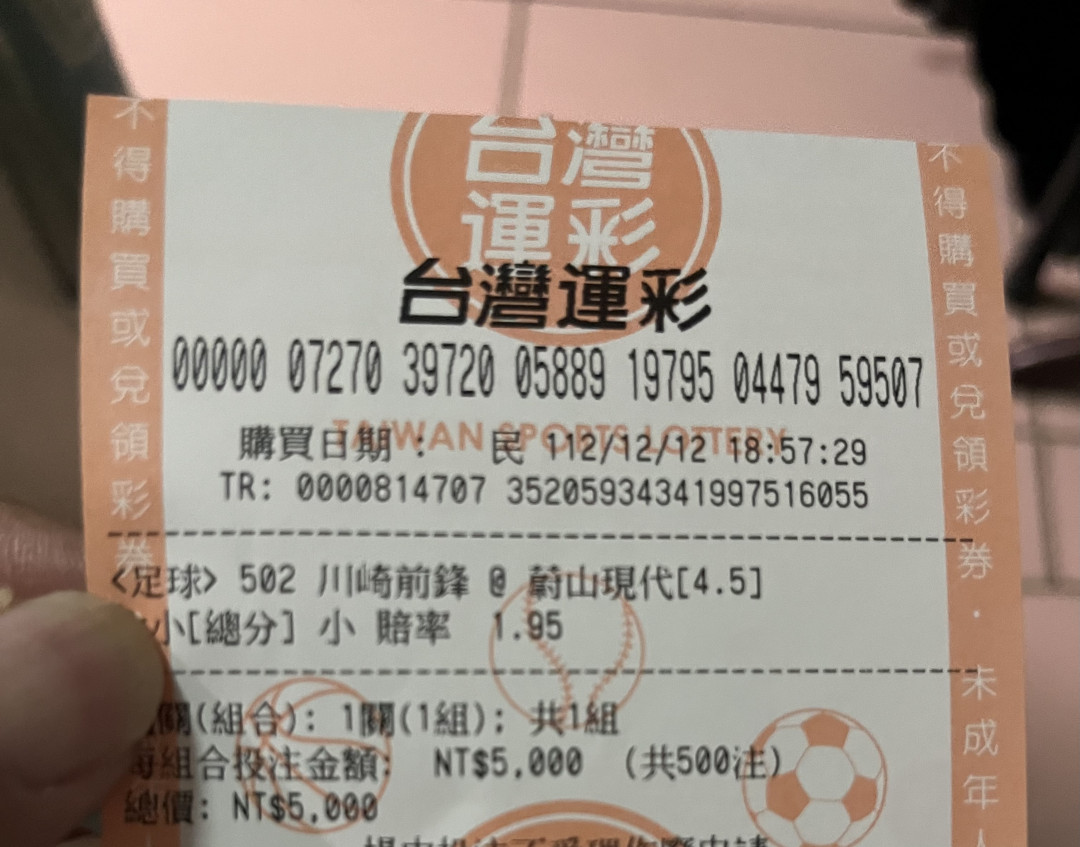 台灣
運彩
台灣運彩
00000 07270 39720 05889 19795 04479 59507
TAIWAN SPORTS LOTTERY
購買日期： 民 112/12/12 18:57:29
TR: 0000814707 352059343419975160​55
<足球> 502 川崎前鋒 @ 蔚山現代[4.5]
小[總分] 小 賠率 1.95
關(組合): 1關(1組): 共1組
每組合投注金額: NT$5,000 (共500注)
總價: NT$5,000
不得購買或兌領彩券
不得購買或兌領彩券．未成年人